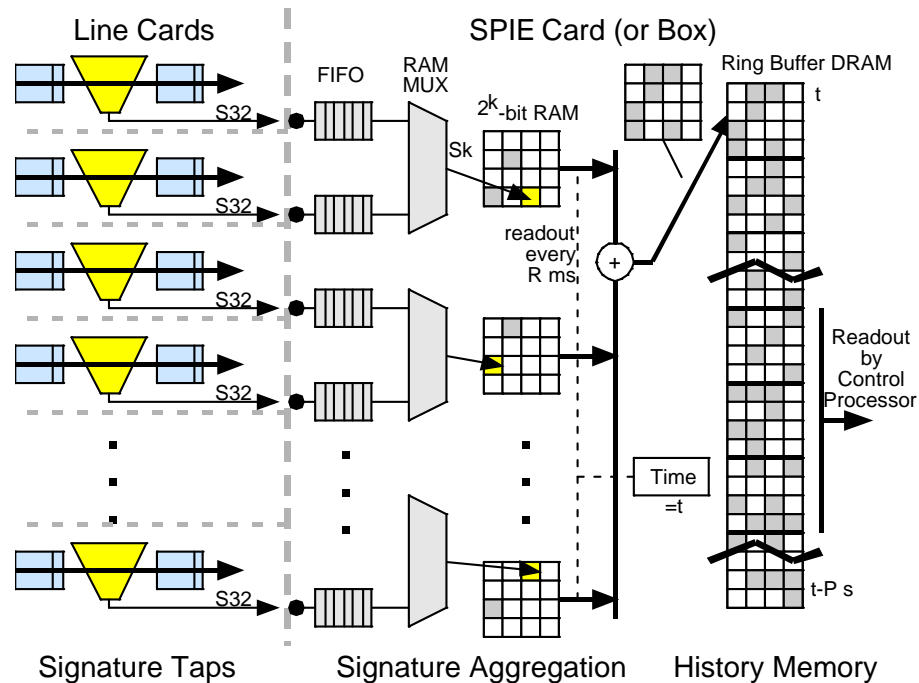 Line Cards
SPIE Card (or Box)
FIFO
RAM
MUX
2^k-bit RAM
Ring Buffer DRAM
t
S32
Sk
S32
readout
every
R ms
+
S32
S32
Readout
by
Control
Processor
Time
=t
S32
t-P s
Signature Taps
Signature Aggregation
History Memory